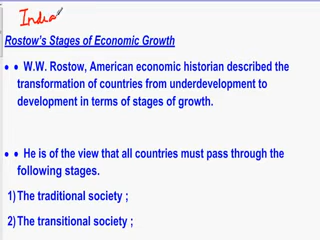 India
Rostow's Stages of Economic Growth
• • W.W. Rostow, American economic historian described the
transformation of countries from underdevelopment to
development in terms of stages of growth.
• • He is of the view that all countries must pass through the
following stages.
1) The traditional society ;
2) The transitional society ;